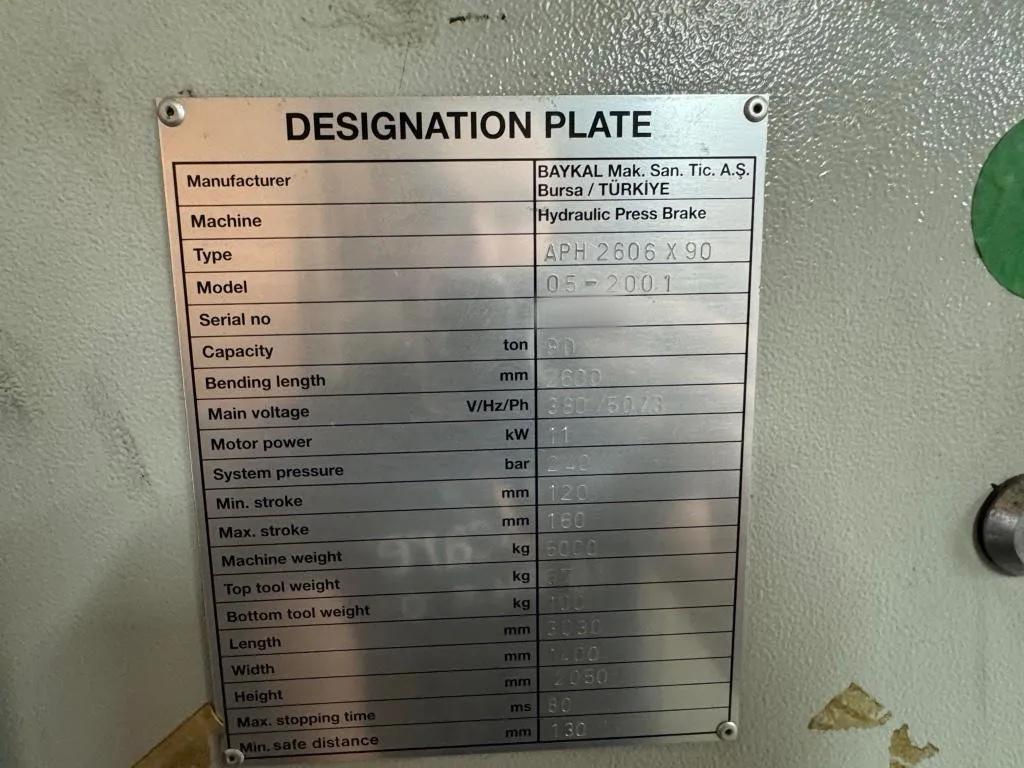 DESIGNATION PLATE
Manufacturer BAYKAL Mak. San. Tic. A.Ş.
Bursa / TÜRKİYE
Machine Hydraulic Press Brake
Type APH 2606 X 90
Model 05-2001
Serial no
Capacity ton 90
Bending length mm 2600
Main voltage V/Hz/Ph 380/50/3
Motor power kW 11
System pressure bar 240
Min. stroke mm 120
Max. stroke mm 160
Machine weight kg 6000
Top tool weight kg
Bottom tool weight kg 100
Length mm 3030
Width mm
Height mm 2050
Max. stopping time ms 80
Min. safe distance mm 130